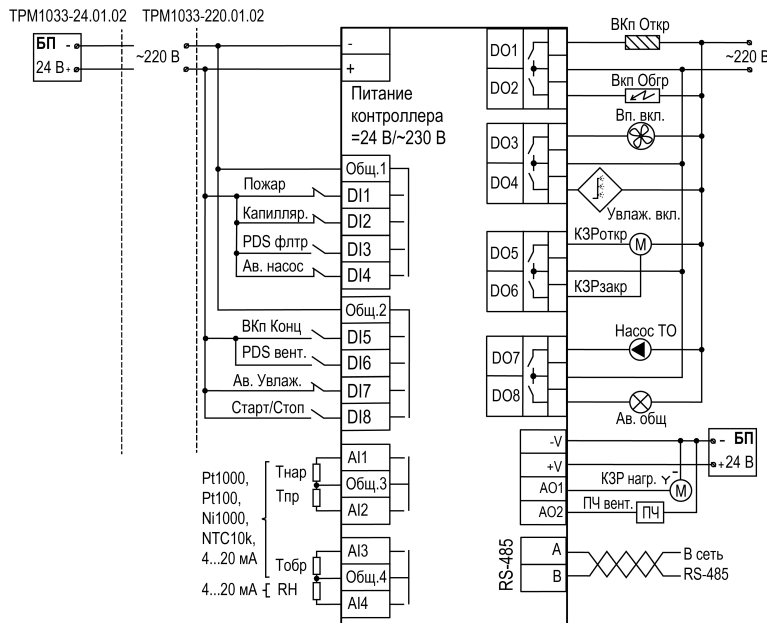 ТРМ1033-24.01.02
ТРМ1033-220.01.02
БП -
24 В +
~220 В
-
+
Питание
контроллера
=24 В/~230 В
Общ.1
Пожар
DI1
Капилляр.
DI2
PDS флтр
DI3
Ав. насос
DI4
Общ.2
ВКп Конц
DI5
PDS вент.
DI6
Ав. Увлаж.
DI7
Старт/Стоп
DI8
AI1
Тнар
Общ.3
Тпр
AI2
Pt1000,
Pt100,
Ni1000,
NTC10k,
4...20 мА
AI3
Тобр
Общ.4
4...20 мА
RH
AI4
DO1
ВКп Откр
~220 В
DO2
Вкп Обгр
Вп. вкл.
DO3
DO4
Увлаж. вкл.
КЗРоткр
М
DO5
DO6
КЗРзакр
Насос ТО
DO7
DO8
Ав. общ
-V
- БП
+V
+ 24 В
КЗР нагр.
-
AO1
М
ПЧ вент.
AO2
ПЧ
RS-485
A
В сеть
B
RS-485